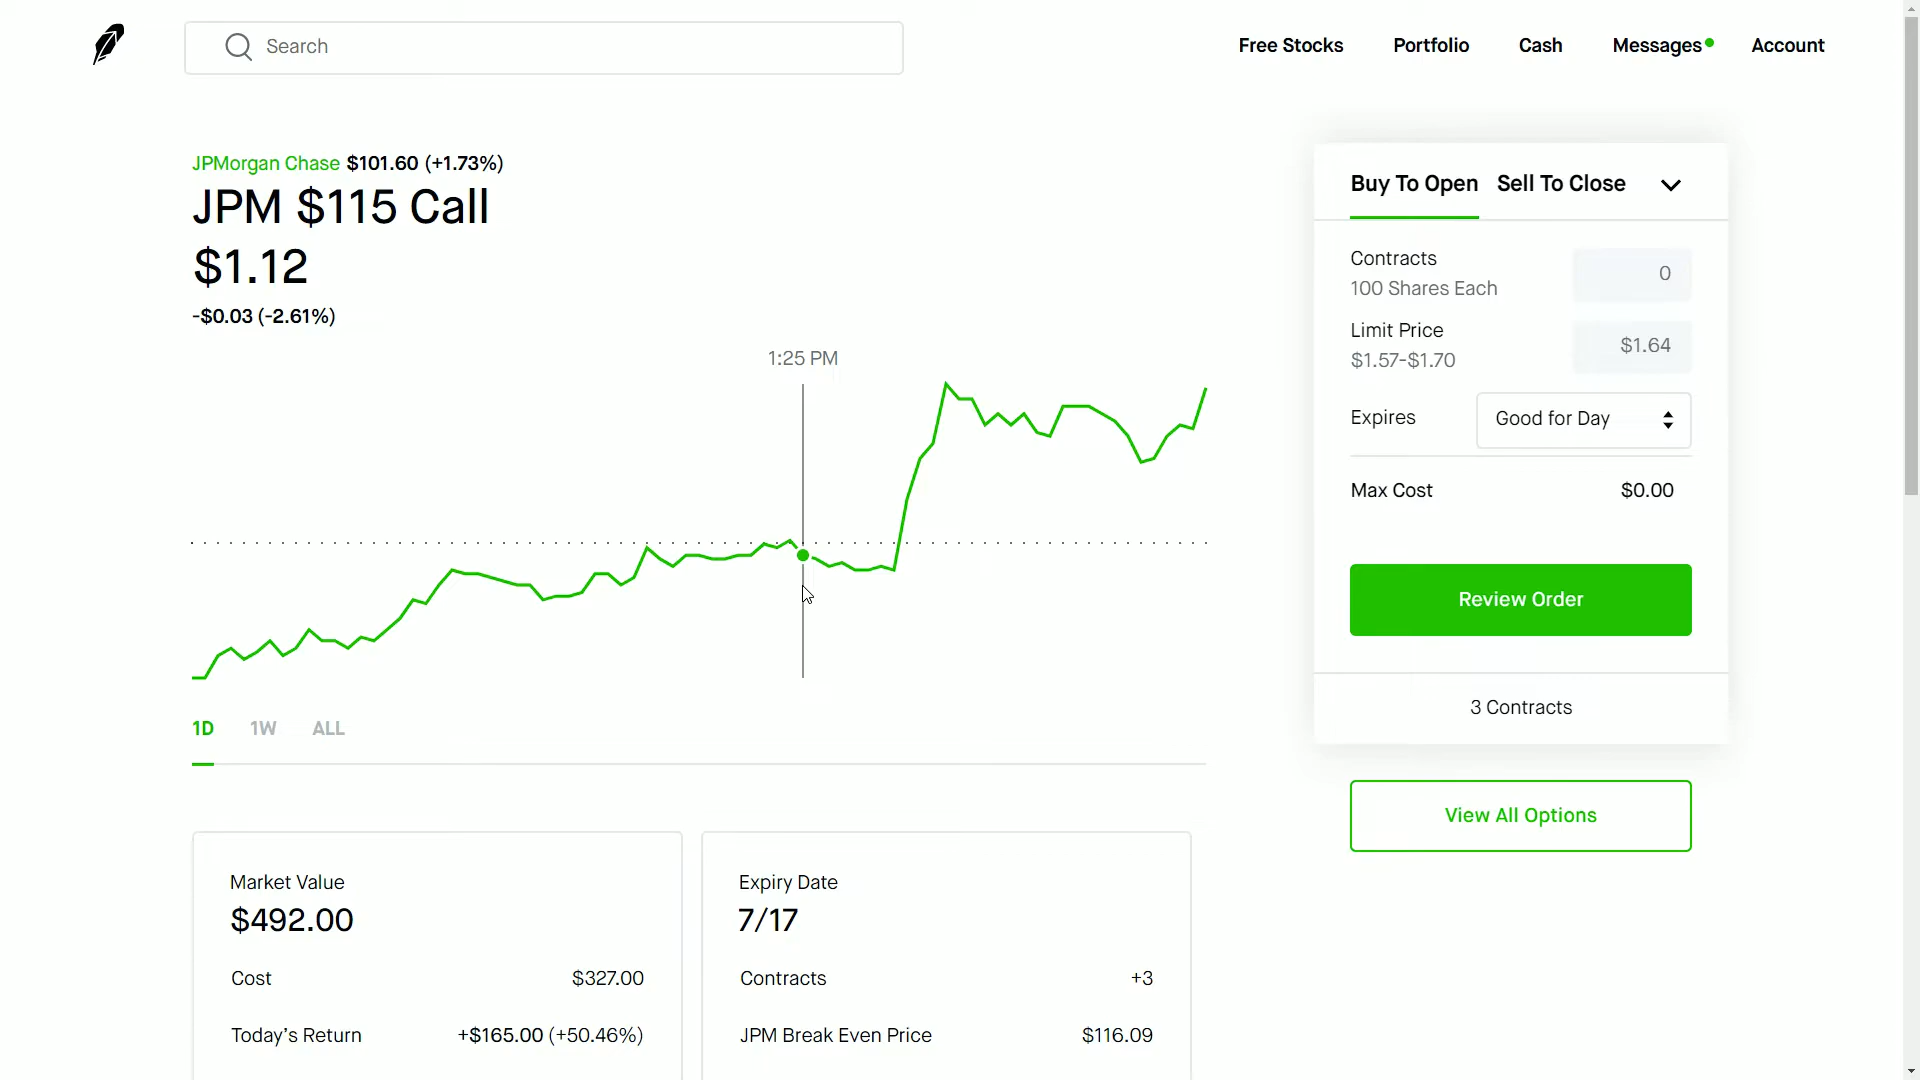 Search
Free Stocks
Portfolio
Cash
Messages
Account
JPMorgan Chase $101.60 (+1.73%)
JPM $115 Call
$1.12
-$0.03 (-2.61%)
1:25 PM
1D
1W
ALL
Market Value
$492.00
Cost
$327.00
Today’s Return
+$165.00 (+50.46%)
Expiry Date
7/17
Contracts
+3
JPM Break Even Price
$116.09
Buy To Open
Sell To Close
Contracts
0
100 Shares Each
Limit Price
$1.64
$1.57-$1.70
Expires
Good for Day
Max Cost
$0.00
Review Order
3 Contracts
View All Options